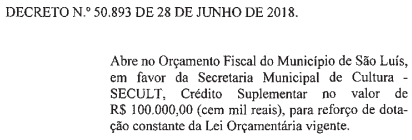 DECRETO N.º 50.893 DE 28 DE JUNHO DE 2018.
Abre no Orçamento Fiscal do Município de São Luís,
em favor da Secretaria Municipal de Cultura -
SECULT, Crédito Suplementar no valor de
R$ 100.000,00 (cem mil reais), para reforço de dota-
ção constante da Lei Orçamentária vigente.